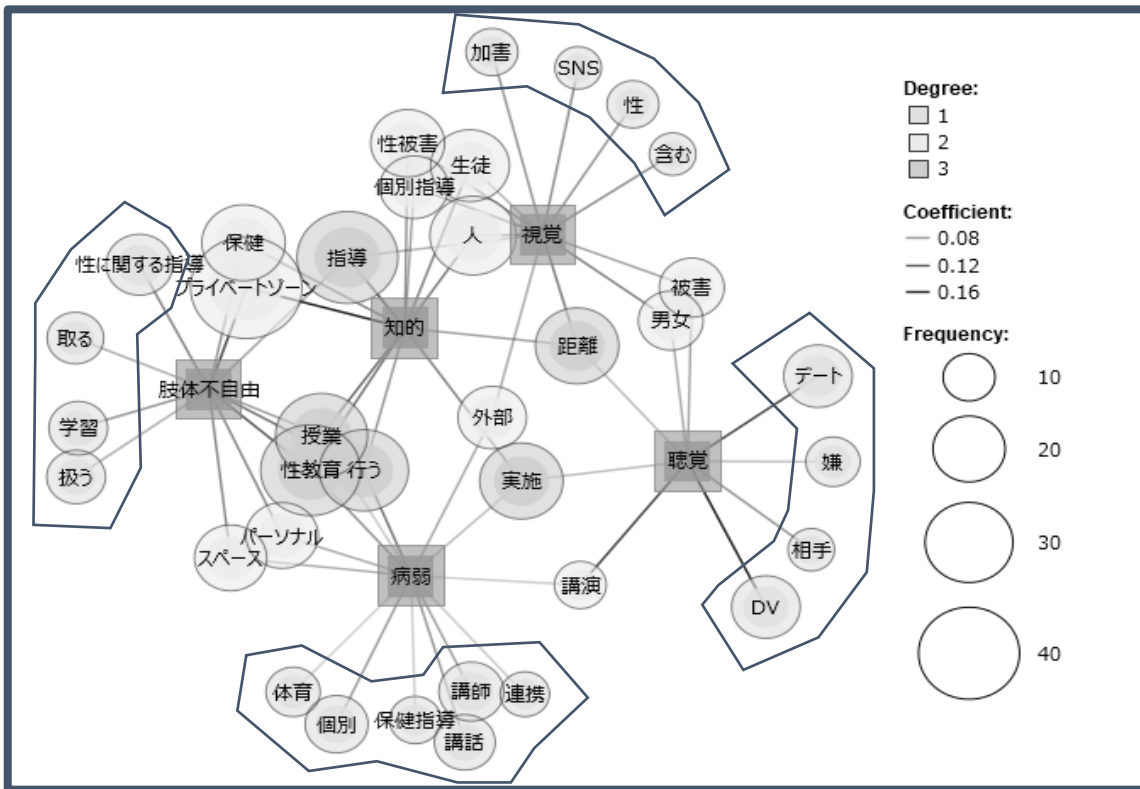 加害
SNS
性
含む
性被害
生徒
個別指導
人
視覚
保健
指導
性に関する指導
プライベートゾーン
被害
男女
取る
知的
距離
肢体不自由
デート
学習
外部
授業
聴覚
嫌
扱う
性教育
行う
実施
パーソナル
スペース
相手
病弱
講演
DV
体育
講師
連携
個別
保健指導
講話
Degree:
1
2
3
Coefficient:
0.08
0.12
0.16
Frequency:
10
20
30
40